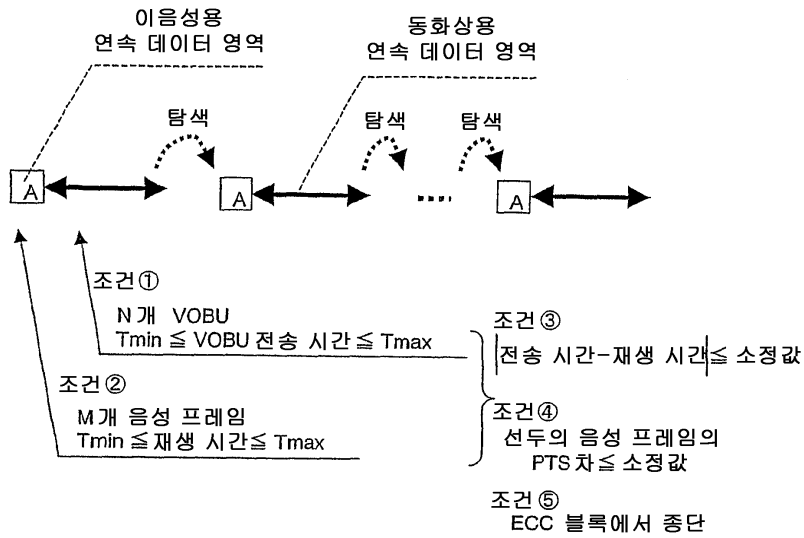 이음성용
연속 데이터 영역
동화상용
연속 데이터 영역
탐색
탐색
탐색
A
A
A
조건①
N개 VOBU
Tmin ≦ VOBU 전송 시간 ≦ Tmax
조건②
M개 음성 프레임
Tmin ≦ 재생 시간 ≦ Tmax
조건③
|전송 시간-재생 시간| ≦ 소정값
조건④
선두의 음성 프레임의
PTS 차 ≦ 소정값
조건⑤
ECC 블록에서 종단